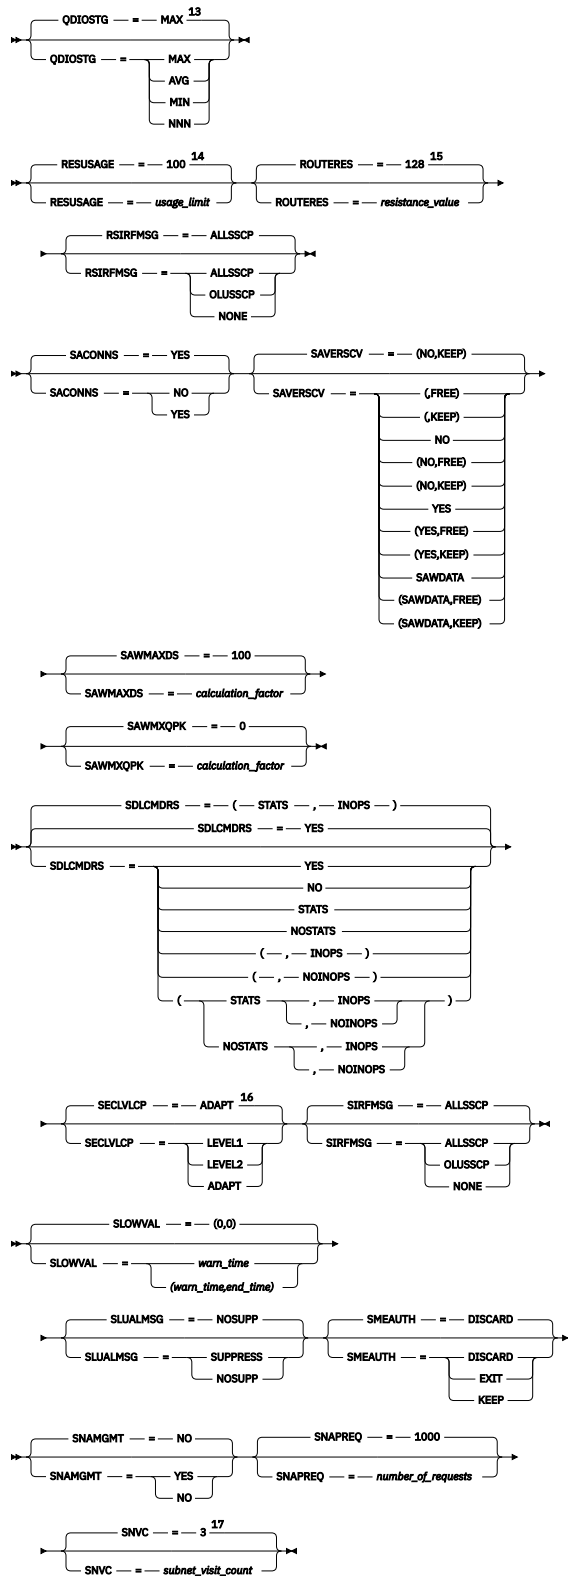 QDIOSTG = MAX 13
QDIOSTG = MAX
AVG
MIN
NNN
RESUSAGE = 100 14 ROUTERES = 128 15
RESUSAGE = usage_limit ROUTERES = resistance_value
RSIRFMSG = ALLSSCP
RSIRFMSG = ALLSSCP
OLUSSCP
NONE
SACONNS = YES SAVERSCV = (NO,KEEP)
SACONNS = NO SAVERSCV = (,FREE)
YES (,KEEP)
NO
(NO,FREE)
(NO,KEEP)
YES
(YES,FREE)
(YES,KEEP)
SAWDATA
(SAWDATA,FREE)
(SAWDATA,KEEP)
SAWMAXDS = 100
SAWMAXDS = calculation_factor
SAWMXQPK = 0
SAWMXQPK = calculation_factor
SDLCMDRS = ( STATS , INOPS )
SDLCMDRS = YES
SDLCMDRS = YES
NO
STATS
NOSTATS
( , INOPS )
( , NOINOPS )
( STATS , INOPS )
, NOINOPS
NOSTATS , INOPS
, NOINOPS
SECLVLCP = ADAPT 16 SIRFMSG = ALLSSCP
SECLVLCP = LEVEL1 SIRFMSG = ALLSSCP
LEVEL2 OLUSSCP
ADAPT NONE
SLOWVAL = (0,0)
SLOWVAL = warn_time
(warn_time,end_time)
SLUALMSG = NOSUPP SMEAUTH = DISCARD
SLUALMSG = SUPPRESS SMEAUTH = DISCARD
NOSUPP EXIT
KEEP
SNAMGMT = NO SNAPREQ = 1000
SNAMGMT = YES SNAPREQ = number_of_requests
NO
SNVC = 3 17
SNVC = subnet_visit_count